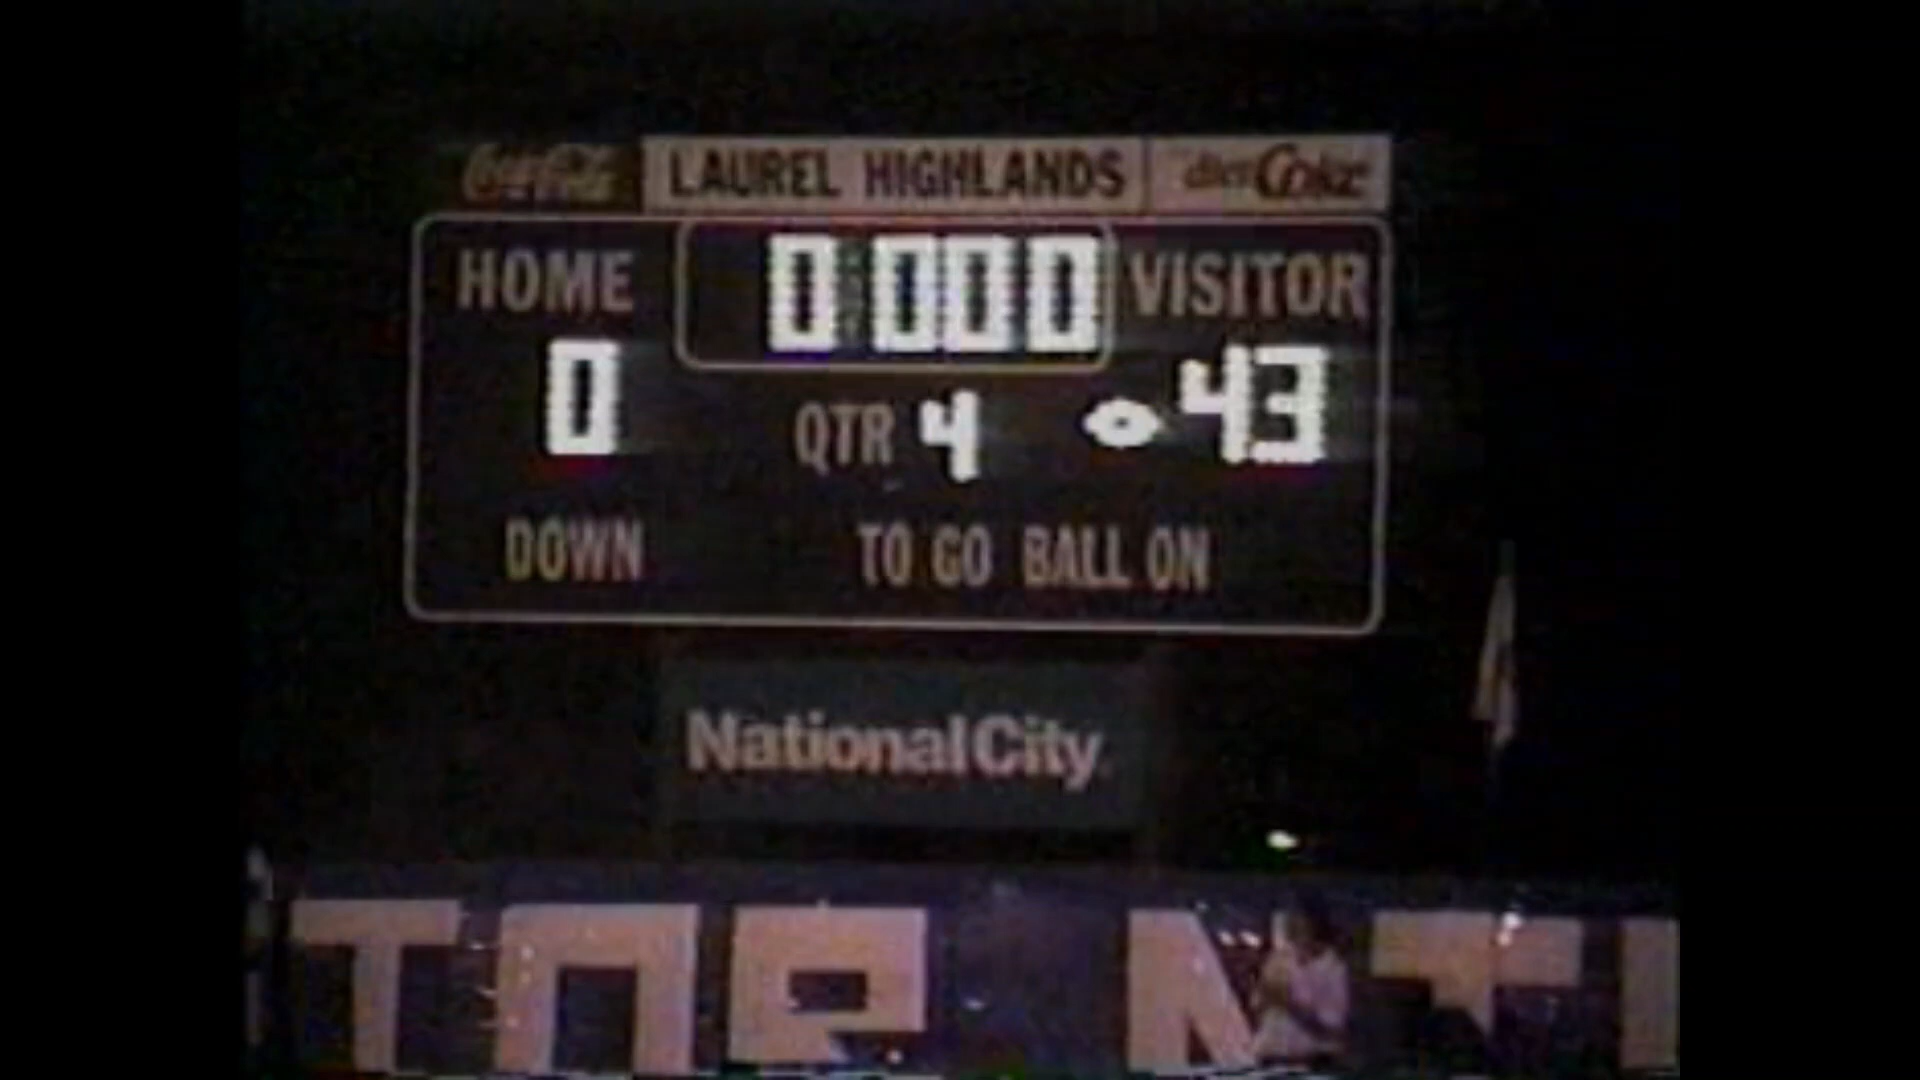 Coca-Cola LAUREL HIGHLANDS diet Coke
HOME 0:000 VISITOR
0 QTR 4 43
DOWN TO GO BALL ON
NationalCity